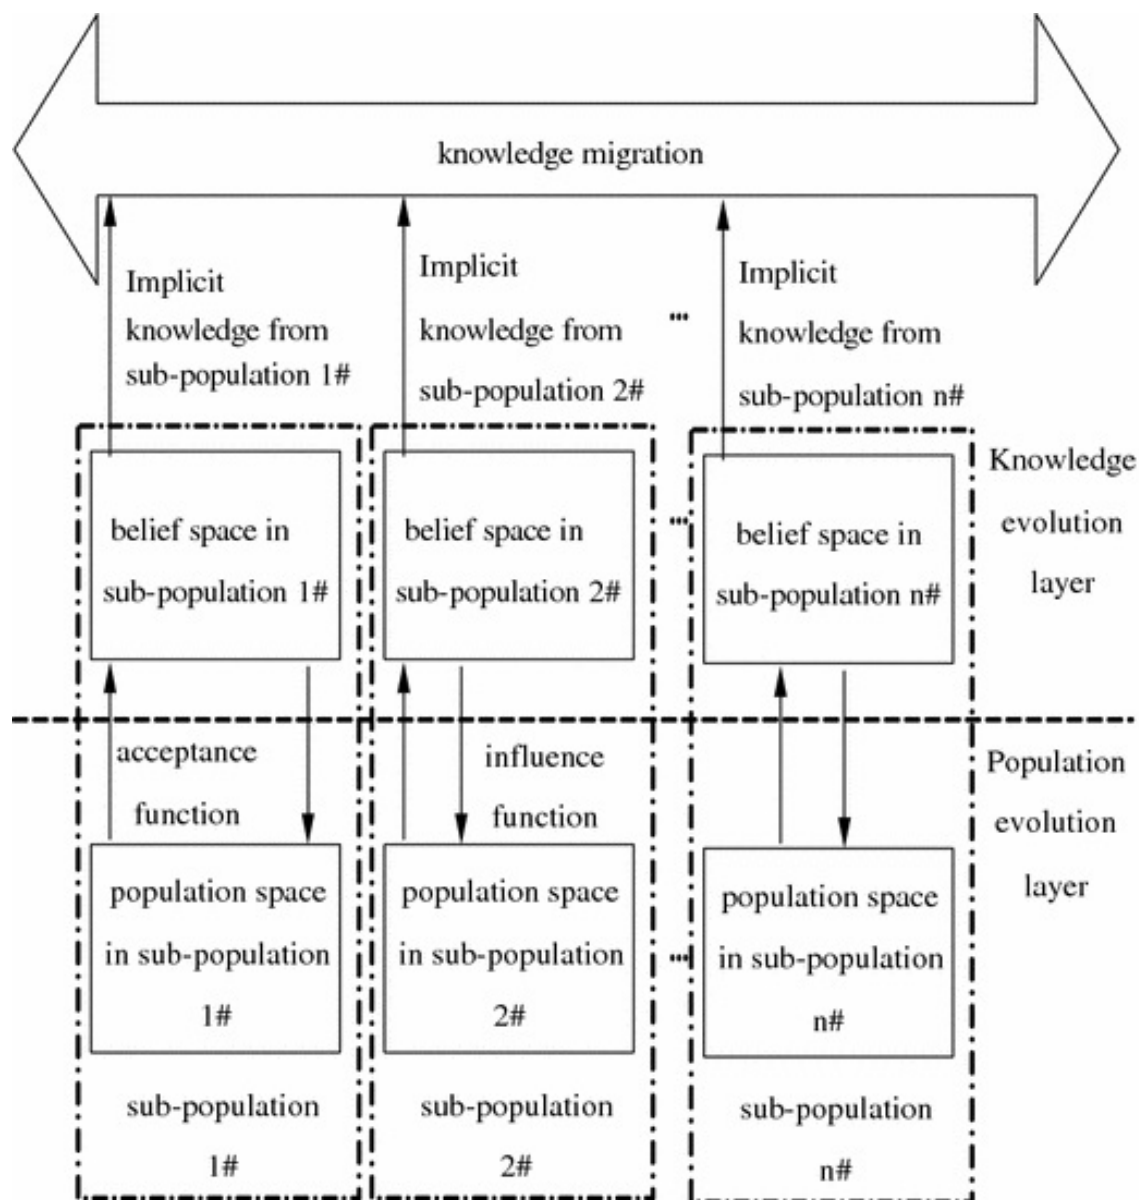 knowledge migration
Implicit
knowledge from
sub-population 1#
Implicit
knowledge from
sub-population 2#
...
Implicit
knowledge from
sub-population n#
belief space in
sub-population 1#
belief space in
sub-population 2#
...
belief space in
sub-population n#
Knowledge
evolution
layer
acceptance
function
influence
function
Population
evolution
layer
population space
in sub-population
1#
population space
in sub-population
2#
...
population space
in sub-population
n#
sub-population
1#
sub-population
2#
sub-population
n#